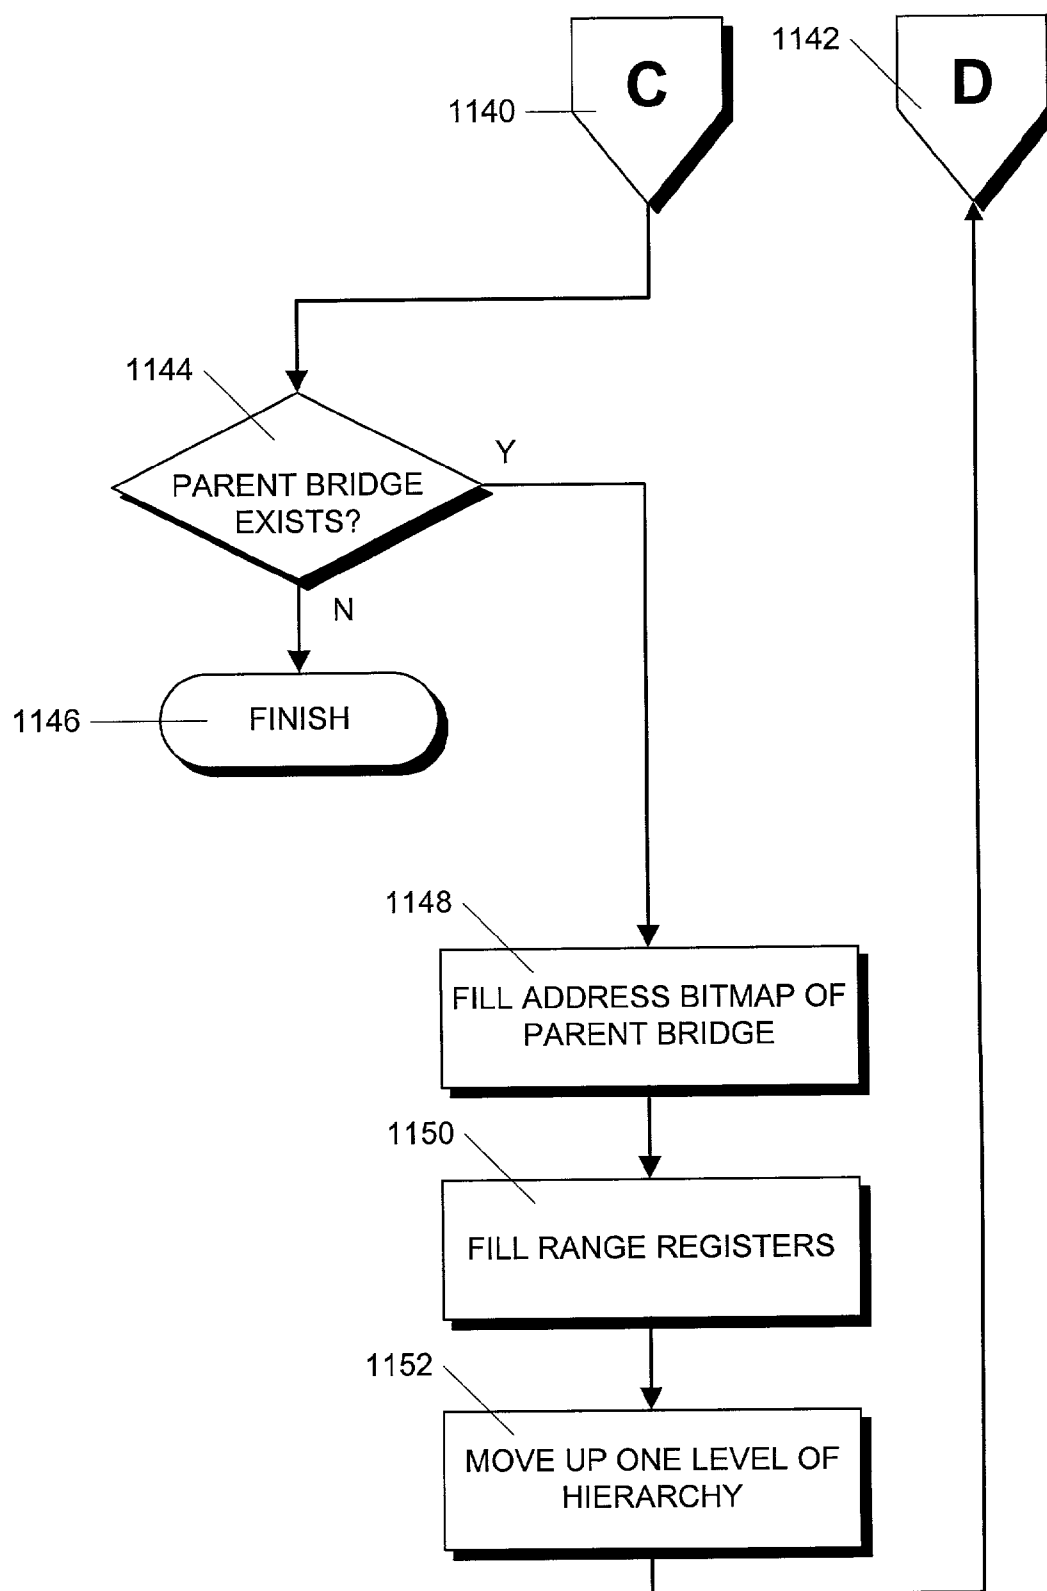 C
1140
1142
D
1144
PARENT BRIDGE
EXISTS?
Y
N
1146
FINISH
1148
FILL ADDRESS BITMAP OF
PARENT BRIDGE
1150
FILL RANGE REGISTERS
1152
MOVE UP ONE LEVEL OF
HIERARCHY